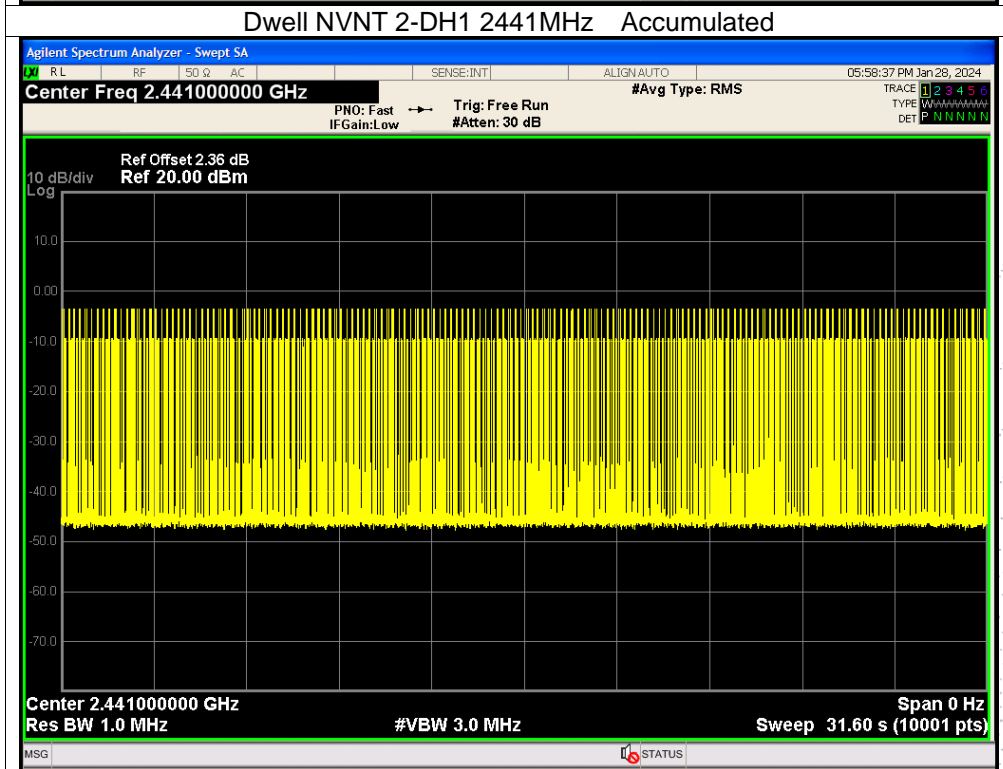 Dwell NVNT 2-DH1 2441MHz Accumulated
Agilent Spectrum Analyzer - Swept SA
LXI RL RF 50 Ω AC SENSE:INT ALIGN AUTO 05:58:37 PM Jan 28, 2024
Center Freq 2.441000000 GHz #Avg Type: RMS TRACE 1 2 3 4 5 6
PNO: Fast Trig: Free Run TYPE W
IFGain:Low #Atten: 30 dB DET P N N N N N
Ref Offset 2.36 dB
10 dB/div Ref 20.00 dBm
Log
10.0
0.00
-10.0
-20.0
-30.0
-40.0
-50.0
-60.0
-70.0
Center 2.441000000 GHz Span 0 Hz
Res BW 1.0 MHz #VBW 3.0 MHz Sweep 31.60 s (10001 pts)
MSG STATUS